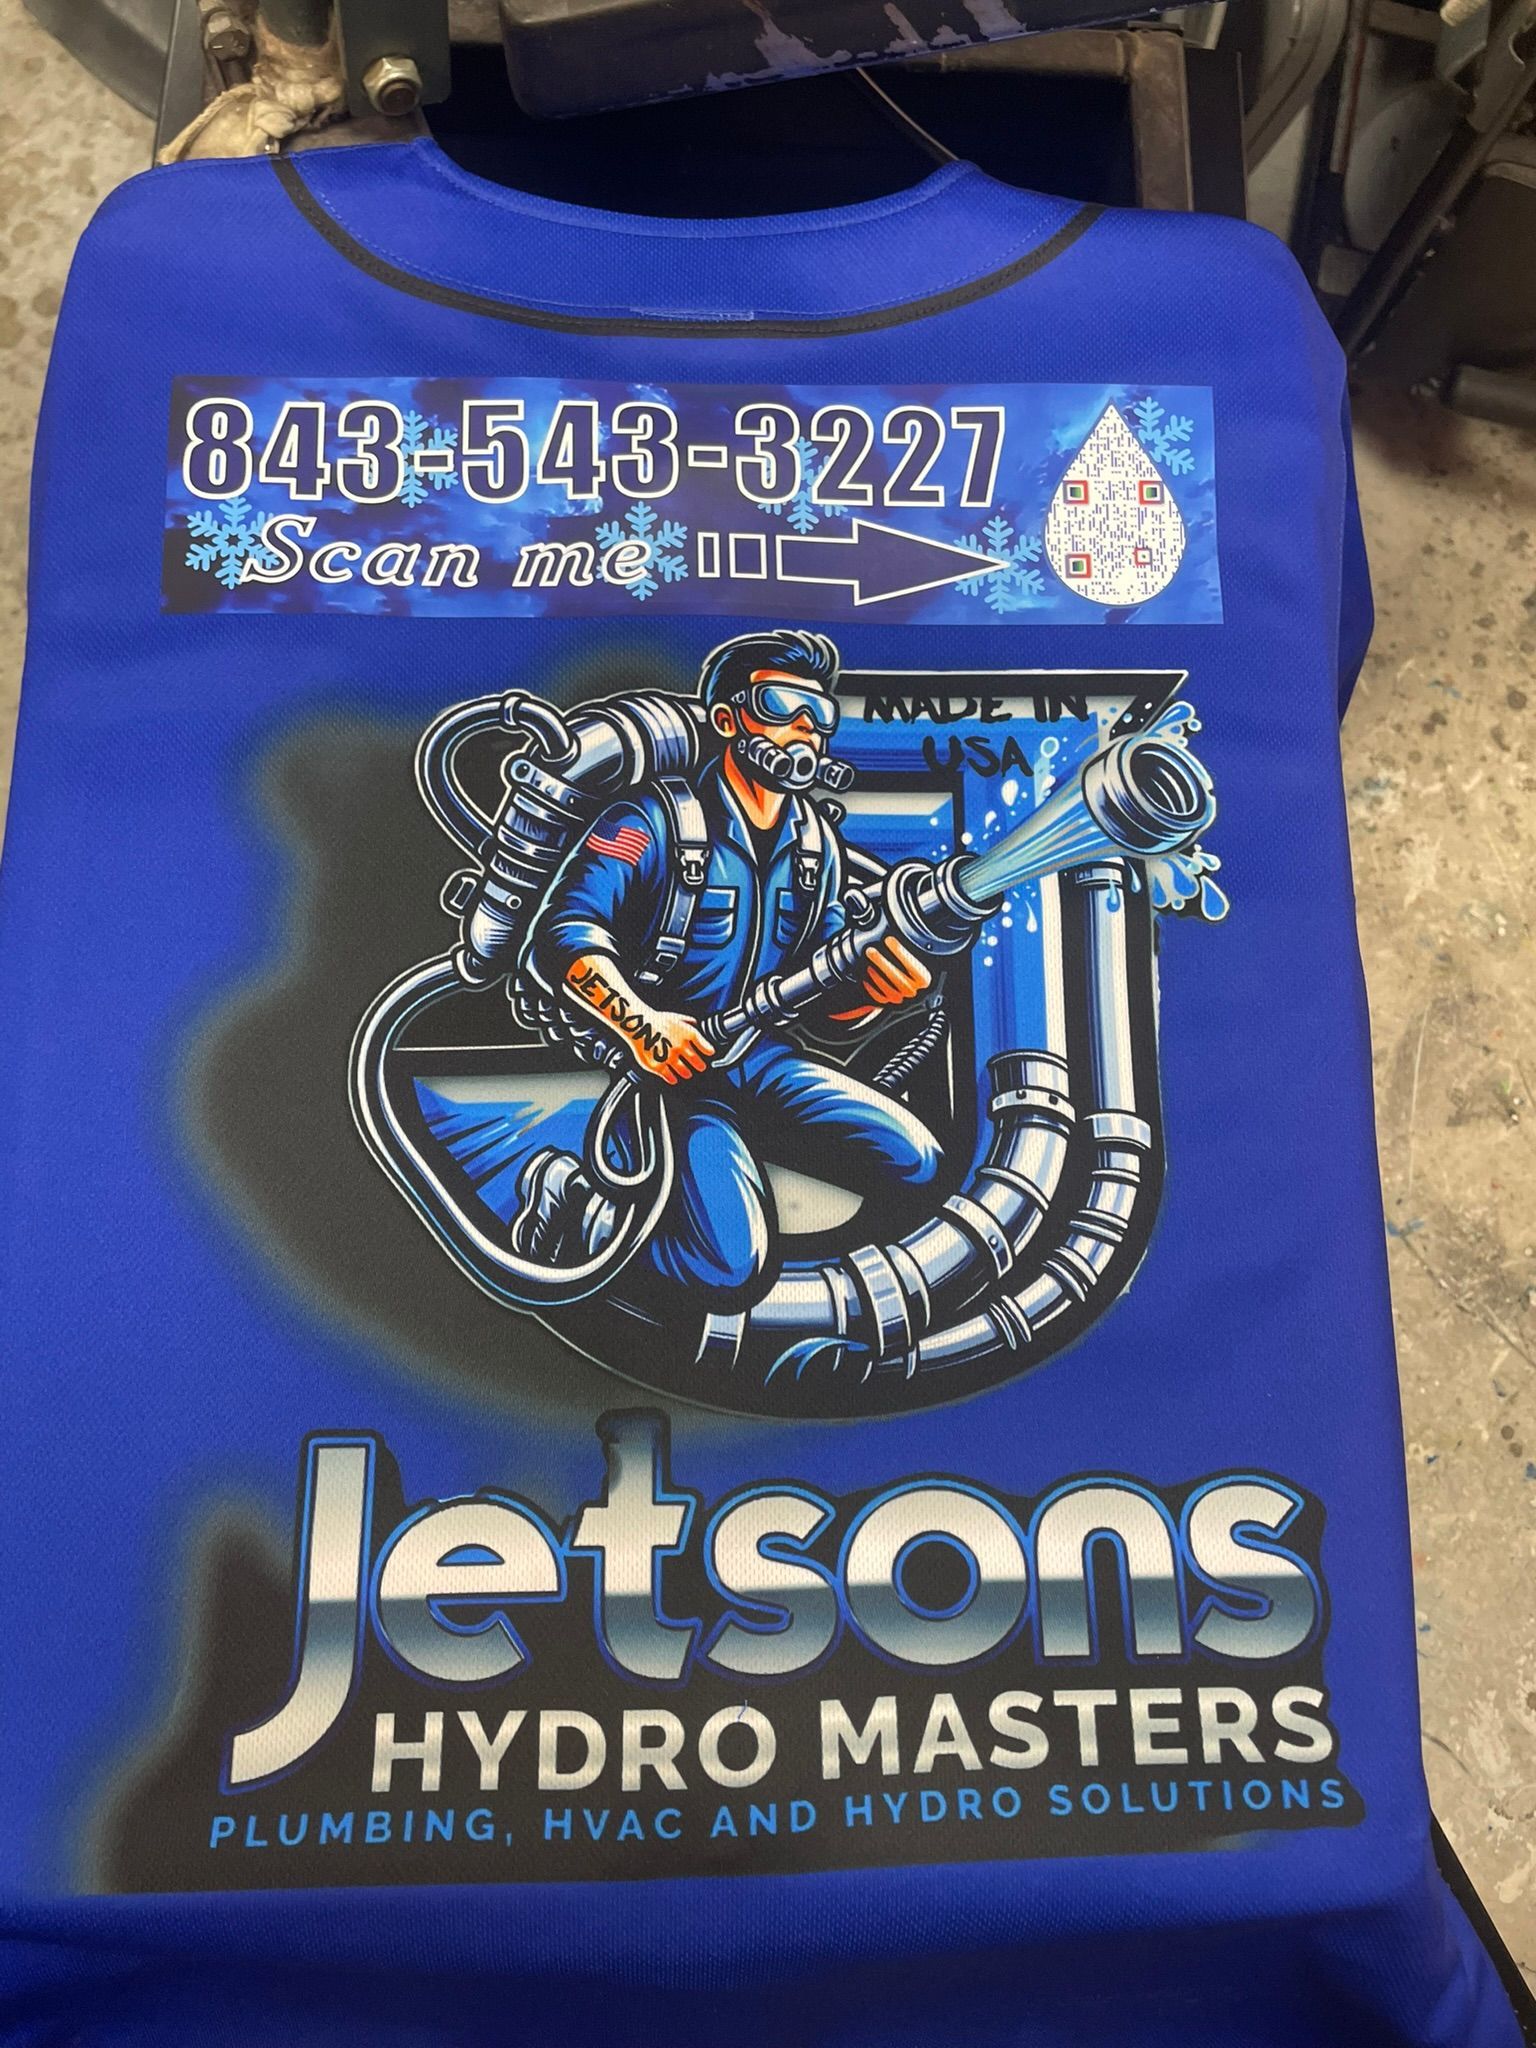 843-543-3227
Scan me
MADE IN
USA
JETSONS
Jetsons
HYDRO MASTERS
PLUMBING, HVAC AND HYDRO SOLUTIONS